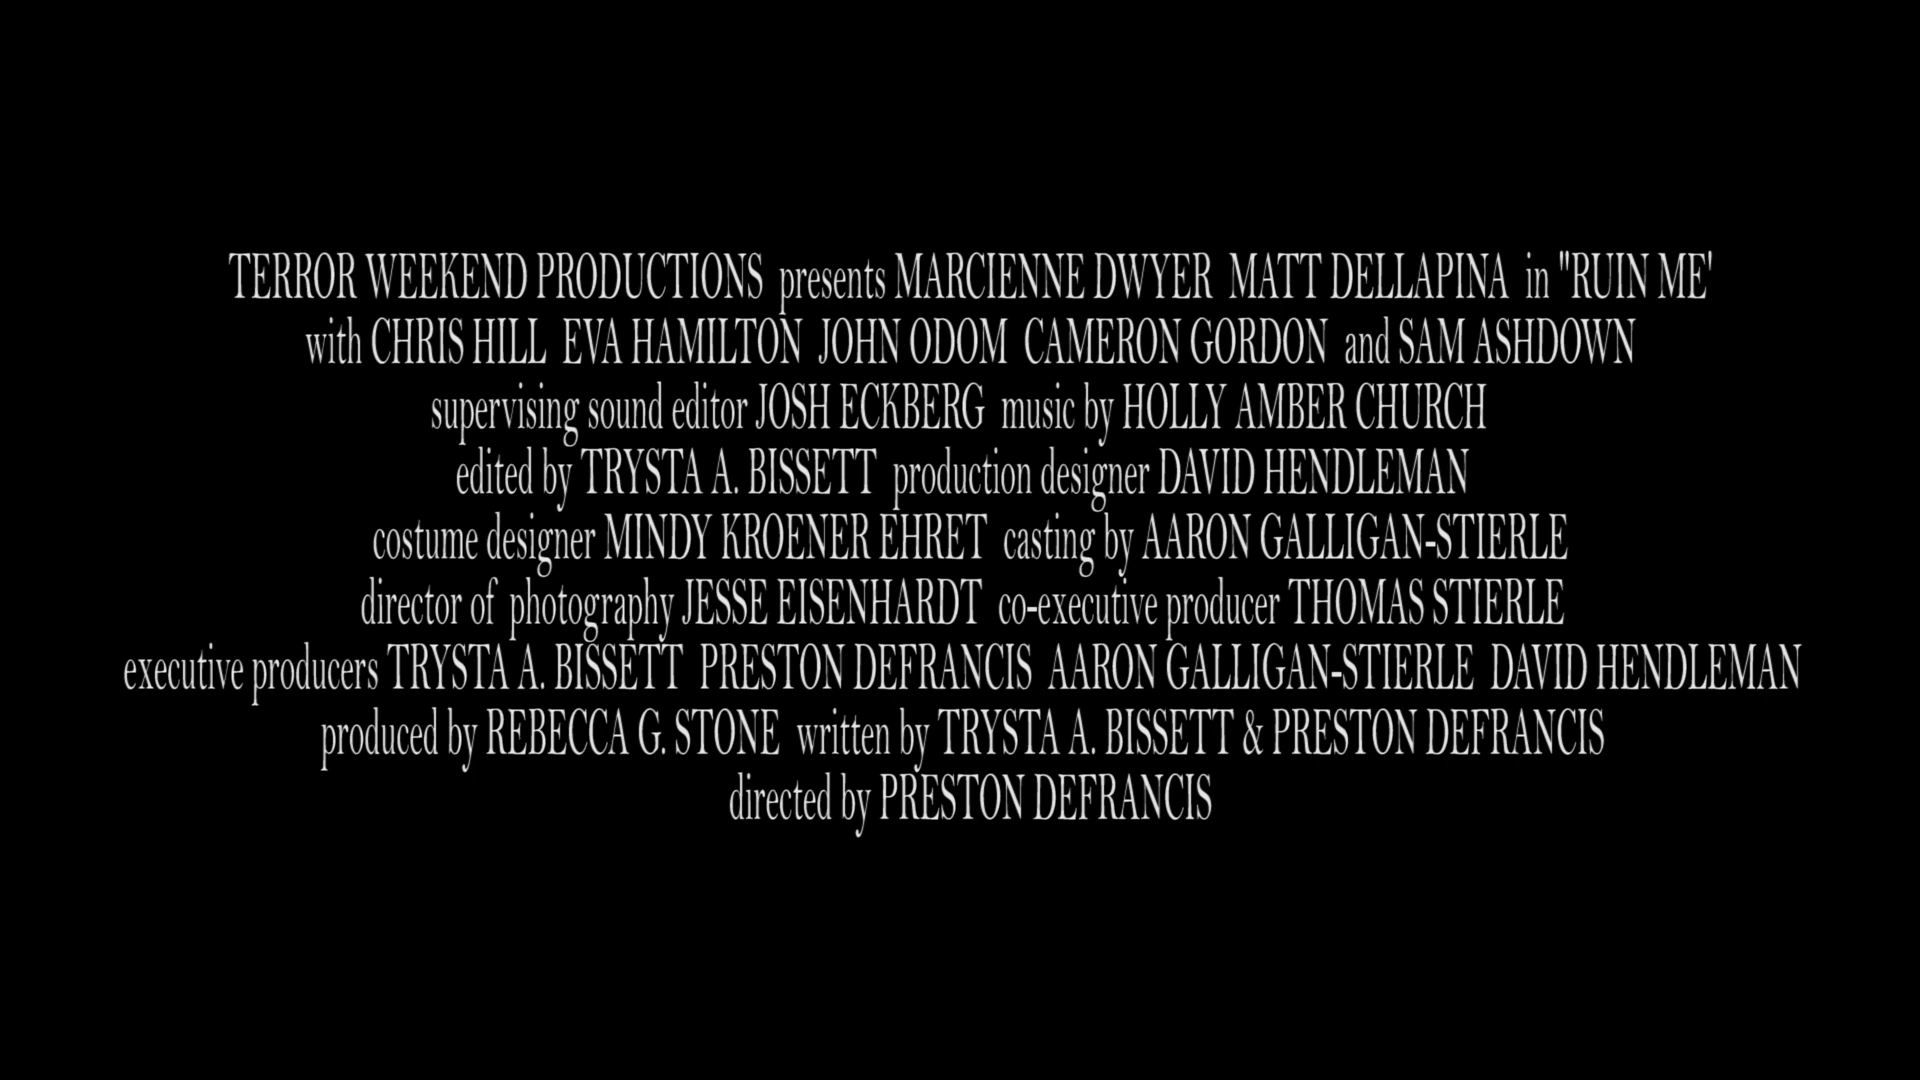 TERROR WEEKEND PRODUCTIONS presents MARCIENNE DWYER MATT DELLAPINA in "RUIN ME'
with CHRIS HILL EVA HAMILTON JOHN ODOM CAMERON GORDON and SAM ASHDOWN
supervising sound editor JOSH ECKBERG music by HOLLY AMBER CHURCH
edited by TRYSTA A. BISSETT production designer DAVID HENDLEMAN
costume designer MINDY KROENER EHRET casting by AARON GALLIGAN-STIERLE
director of photography JESSE EISENHARDT co-executive producer THOMAS STIERLE
executive producers TRYSTA A. BISSETT PRESTON DEFRANCIS AARON GALLIGAN-STIERLE DAVID HENDLEMAN
produced by REBECCA G. STONE written by TRYSTA A. BISSETT & PRESTON DEFRANCIS
directed by PRESTON DEFRANCIS